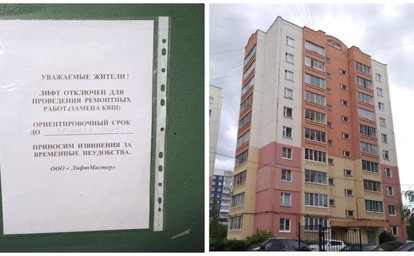 УВАЖАЕМЫЕ ЖИТЕЛИ!
ЛИФТ ОТКЛЮЧЕН ДЛЯ
ПРОВЕДЕНИЯ РЕМОНТНЫХ
РАБОТ.(ЗАМЕНА КВШ)
ОРИЕНТИРОВОЧНЫЙ СРОК
ДО
ПРИНОСИМ ИЗВИНЕНИЯ ЗА
ВРЕМЕННЫЕ НЕУДОБСТВА.
ООО «ЛифтМастер»